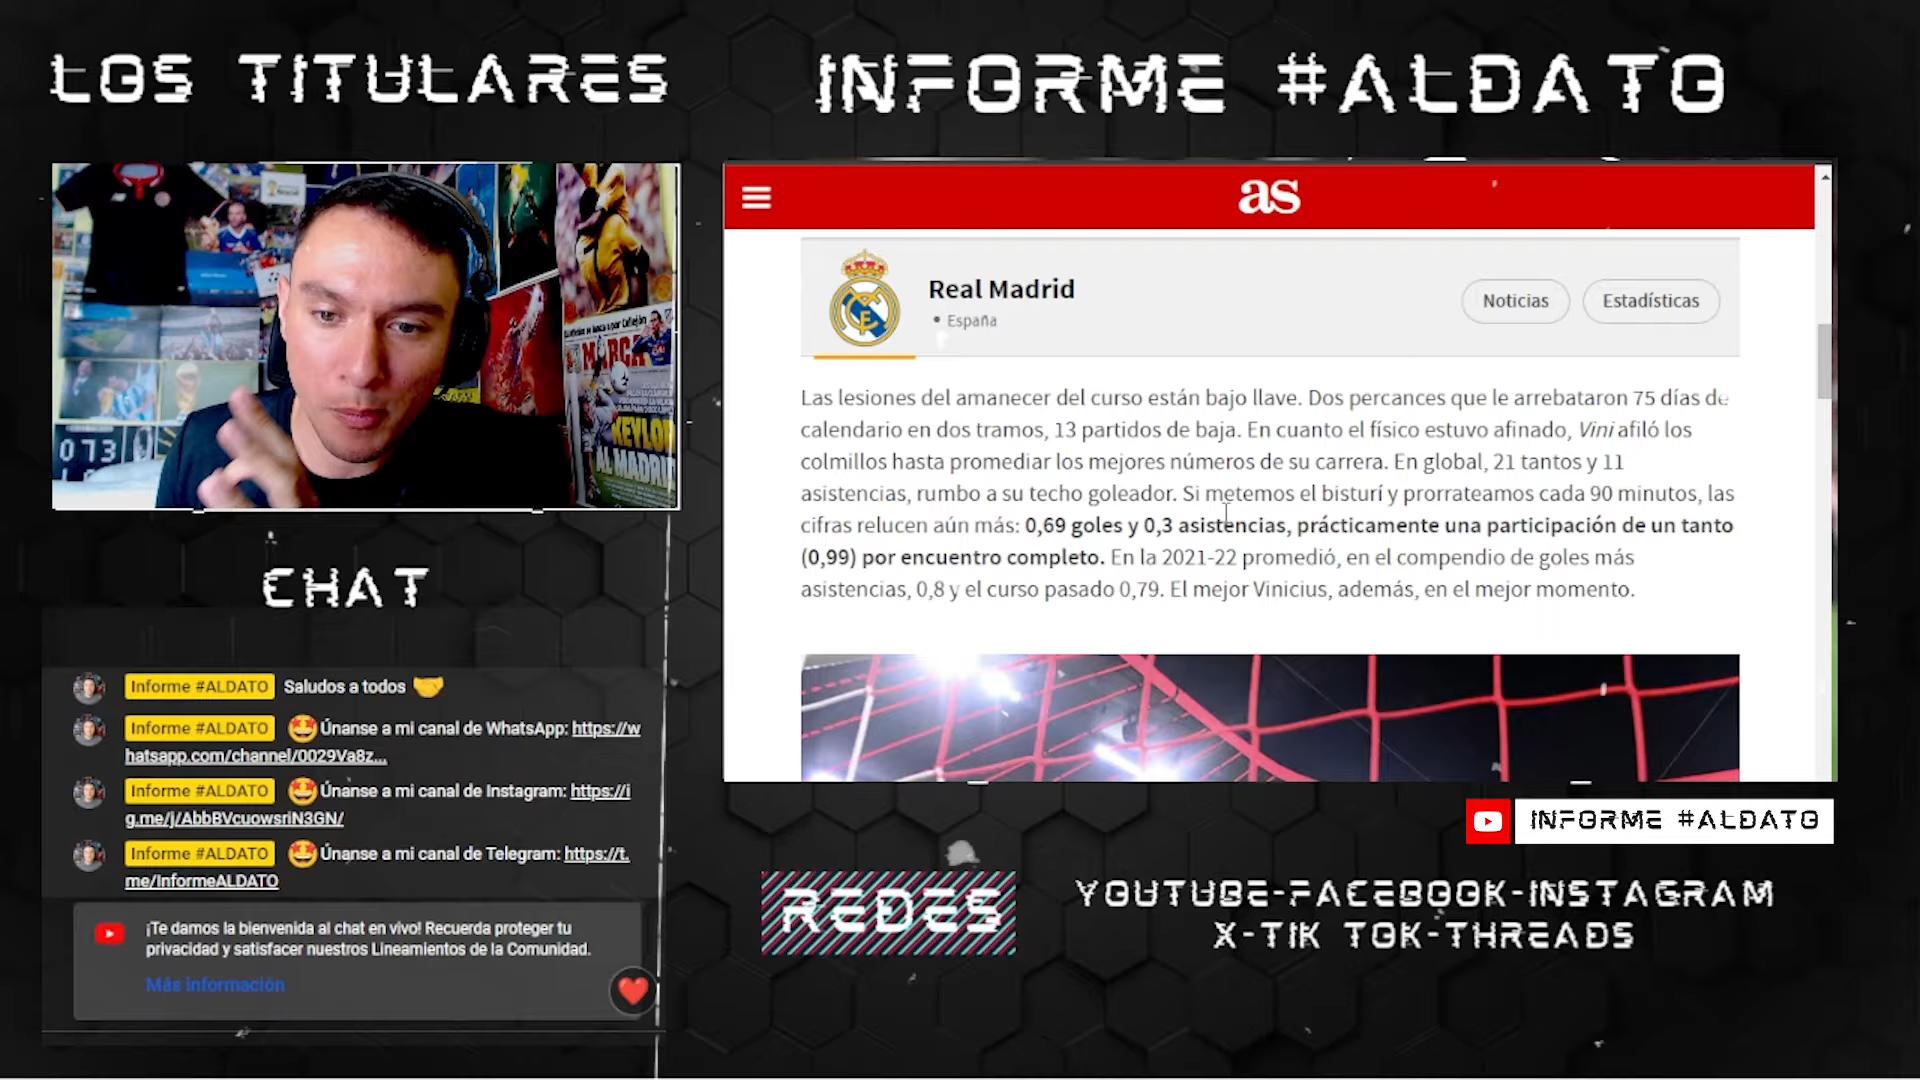 LOS TITULARES
INFORME #ALDATO
073
MARCA
KEYLOR
AL MADRID
as
Real Madrid
• España
Noticias
Estadísticas
Las lesiones del amanecer del curso están bajo llave. Dos percances que le arrebataron 75 días de
calendario en dos tramos, 13 partidos de baja. En cuanto el físico estuvo afinado, Vini afiló los
colmillos hasta promediar los mejores números de su carrera. En global, 21 tantos y 11
asistencias, rumbo a su techo goleador. Si metemos el bisturí y prorrateamos cada 90 minutos, las
cifras relucen aún más: 0,69 goles y 0,3 asistencias, prácticamente una participación de un tanto
(0,99) por encuentro completo. En la 2021-22 promedió, en el compendio de goles más
asistencias, 0,8 y el curso pasado 0,79. El mejor Vinicius, además, en el mejor momento.
CHAT
Informe #ALDATO Saludos a todos
Informe #ALDATO Únanse a mi canal de WhatsApp: https://w
hatsapp.com/channel/0029Va8z...
Informe #ALDATO Únanse a mi canal de Instagram: https://i
g.me/j/AbbBVcuowsriN3GN/
Informe #ALDATO Únanse a mi canal de Telegram: https://t.
me/InformeALDATO
¡Te damos la bienvenida al chat en vivo! Recuerda proteger tu
privacidad y satisfacer nuestros Lineamientos de la Comunidad.
Más información
INFORME #ALDATO
REDES
YOUTUBE-FACEBOOK-INSTAGRAM
X-TIK TOK-THREADS